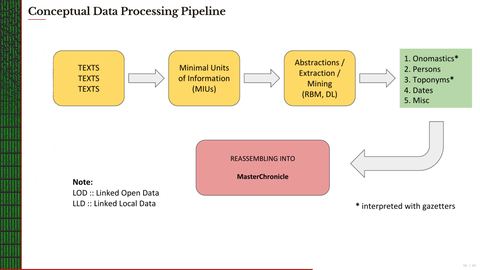 Conceptual Data Processing Pipeline
TEXTS
TEXTS
TEXTS
Minimal Units
of Information
(MIUs)
Abstractions /
Extraction /
Mining
(RBM, DL)
1. Onomastics*
2. Persons
3. Toponyms*
4. Dates
5. Misc
REASSEMBLING INTO
MasterChronicle
Note:
LOD :: Linked Open Data
LLD :: Linked Local Data
* interpreted with gazetters